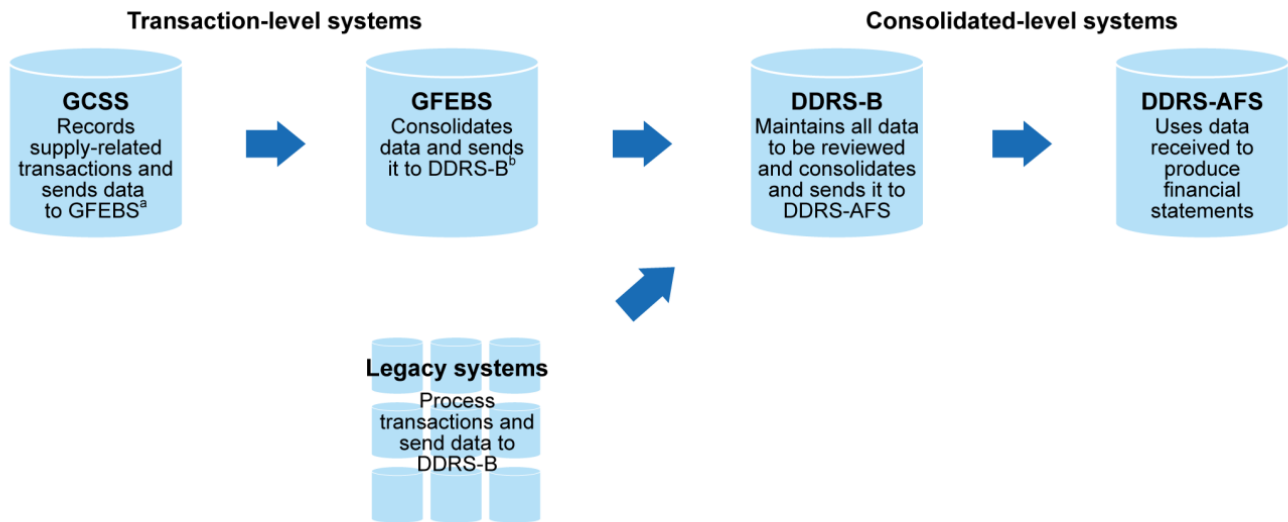 Transaction-level systems
Consolidated-level systems
GCSS
Records
supply-related
transactions and
sends data
to GFEBSᵃ
GFEBS
Consolidates
data and sends
it to DDRS-Bᵇ
DDRS-B
Maintains all data
to be reviewed
and consolidates
and sends it to
DDRS-AFS
DDRS-AFS
Uses data
received to
produce
financial
statements
Legacy systems
Process
transactions and
send data to
DDRS-B